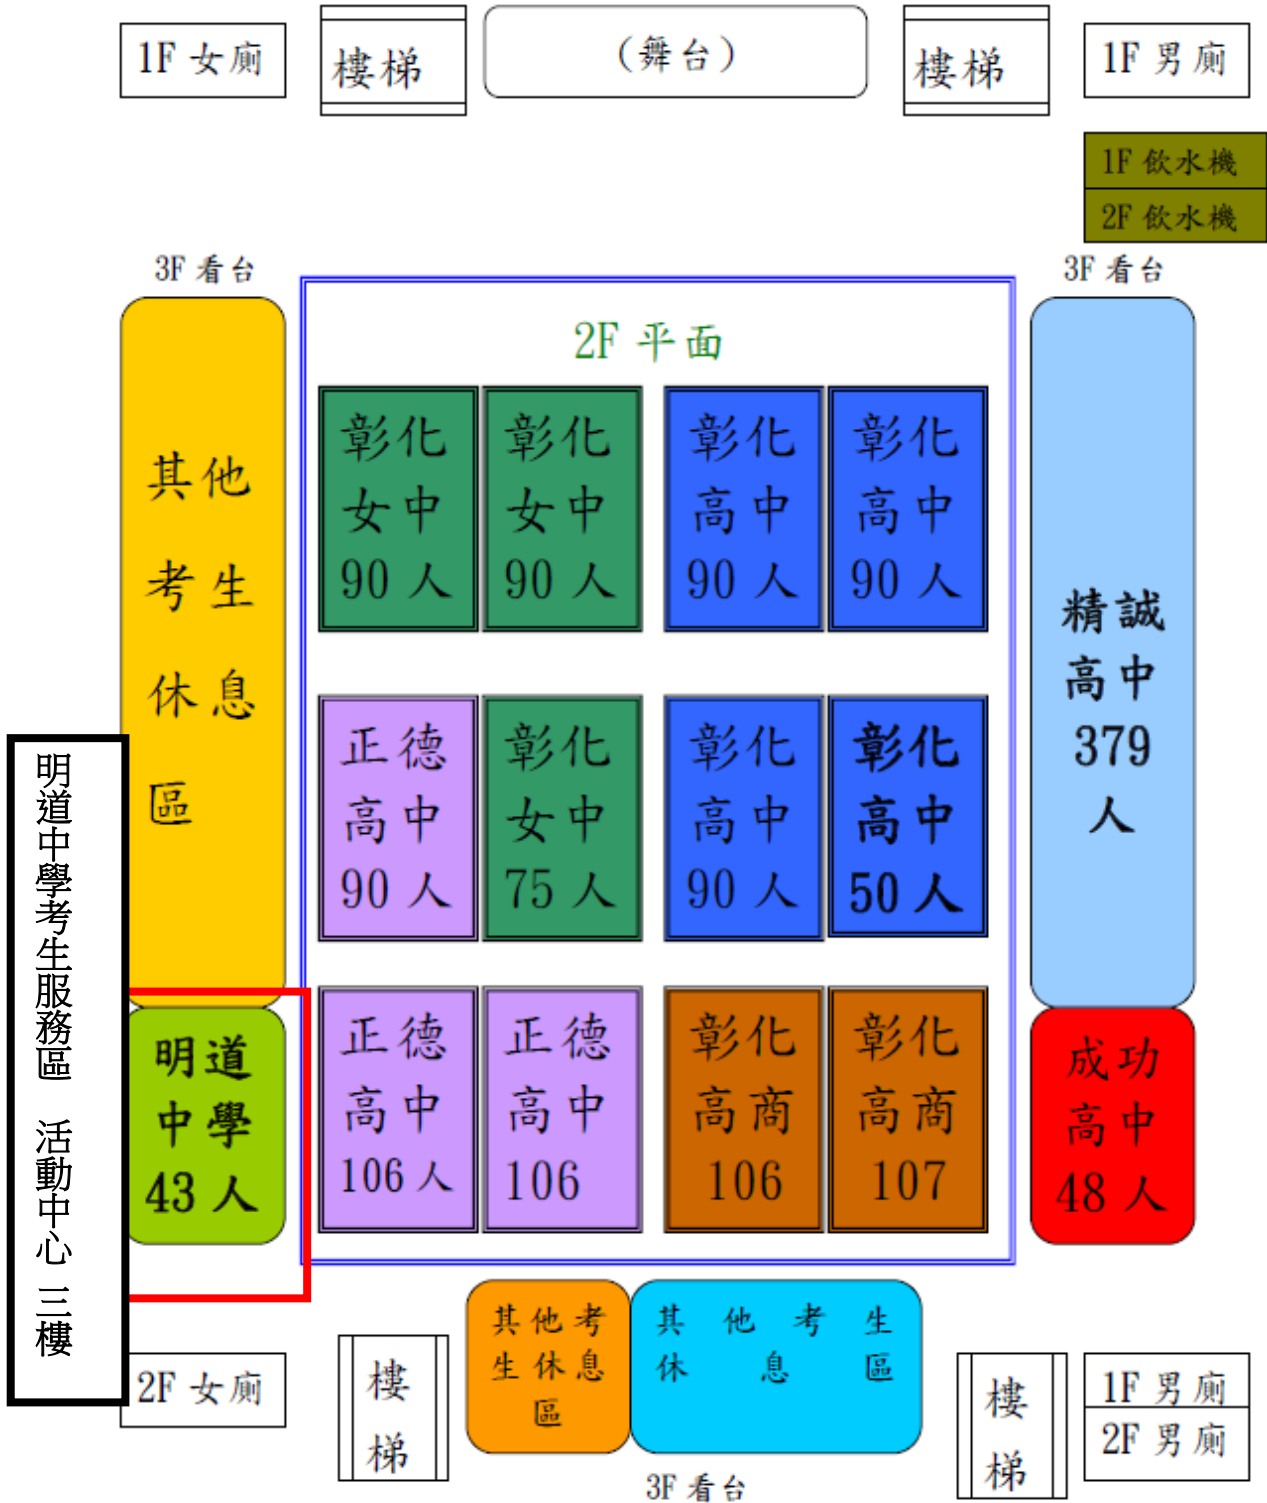 1F 女廁
樓梯
(舞台)
樓梯
1F 男廁
1F 飲水機
2F 飲水機
3F 看台
3F 看台
2F 平面
其他
考生
休息
區
彰化
女中
90 人
彰化
女中
90 人
彰化
高中
90 人
彰化
高中
90 人
精誠
高中
379
人
正德
高中
90 人
彰化
女中
75 人
彰化
高中
90 人
彰化
高中
50 人
明道中學考生服務區 活動中心 三樓
明道
中學
43 人
正德
高中
106 人
正德
高中
106
彰化
高商
106
彰化
高商
107
成功
高中
48 人
其他考
生休息
區
其他考生
休息區
2F 女廁
樓
梯
樓
梯
1F 男廁
2F 男廁
3F 看台